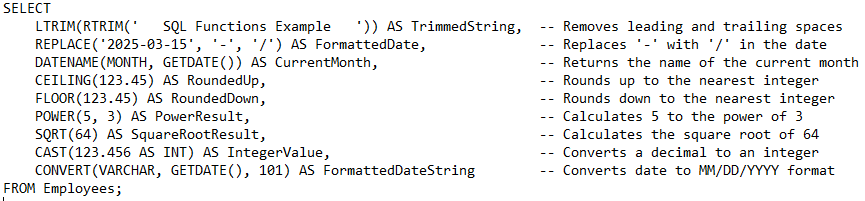 SELECT
    LTRIM(RTRIM('   SQL Functions Example   ')) AS TrimmedString,  -- Removes leading and trailing spaces
    REPLACE('2025-03-15', '-', '/') AS FormattedDate,              -- Replaces '-' with '/' in the date
    DATENAME(MONTH, GETDATE()) AS CurrentMonth,                    -- Returns the name of the current month
    CEILING(123.45) AS RoundedUp,                                  -- Rounds up to the nearest integer
    FLOOR(123.45) AS RoundedDown,                                  -- Rounds down to the nearest integer
    POWER(5, 3) AS PowerResult,                                    -- Calculates 5 to the power of 3
    SQRT(64) AS SquareRootResult,                                  -- Calculates the square root of 64
    CAST(123.456 AS INT) AS IntegerValue,                          -- Converts a decimal to an integer
    CONVERT(VARCHAR, GETDATE(), 101) AS FormattedDateString        -- Converts date to MM/DD/YYYY format
FROM Employees;